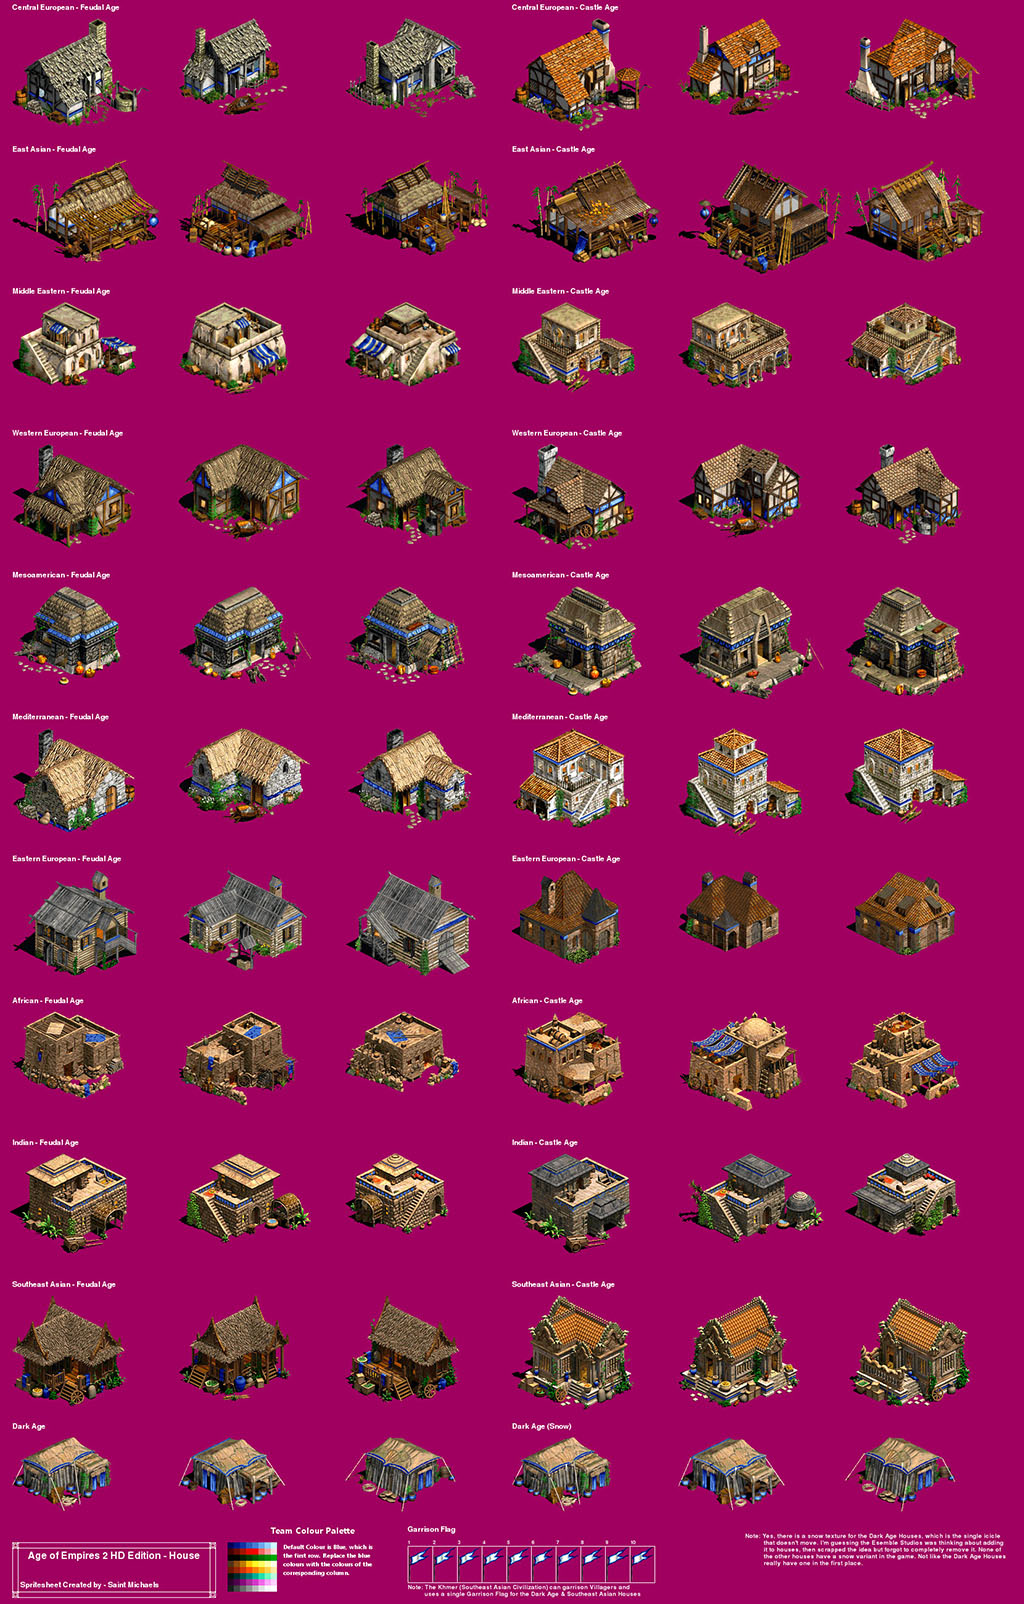 Central European - Feudal Age
Central European - Castle Age
East Asian - Feudal Age
East Asian - Castle Age
Middle Eastern - Feudal Age
Middle Eastern - Castle Age
Western European - Feudal Age
Western European - Castle Age
Mesoamerican - Feudal Age
Mesoamerican - Castle Age
Mediterranean - Feudal Age
Mediterranean - Castle Age
Eastern European - Feudal Age
Eastern European - Castle Age
African - Feudal Age
African - Castle Age
Indian - Feudal Age
Indian - Castle Age
Southeast Asian - Feudal Age
Southeast Asian - Castle Age
Dark Age
Dark Age (Snow)
Age of Empires 2 HD Edition - House
Spritesheet Created by - Saint Michaels
Team Colour Palette
Default Colour is Blue, which is
the first row. Replace the blue
colours with the colours of the
corresponding column.
Garrison Flag
1 2 3 4 5 6 7 8 9 10
Note: The Khmer (Southeast Asian Civilization) can garrison Villagers and
uses a single Garrison Flag for the Dark Age & Southeast Asian Houses
Note: Yes, there is a snow texture for the Dark Age Houses, which is the single icicle
that doesn't move. I'm guessing the Esemble Studios was thinking about adding
it to houses, then scrapped the idea but forgot to completely remove it. None of
the other houses have a snow variant in the game. Not like the Dark Age Houses
really have one in the first place.